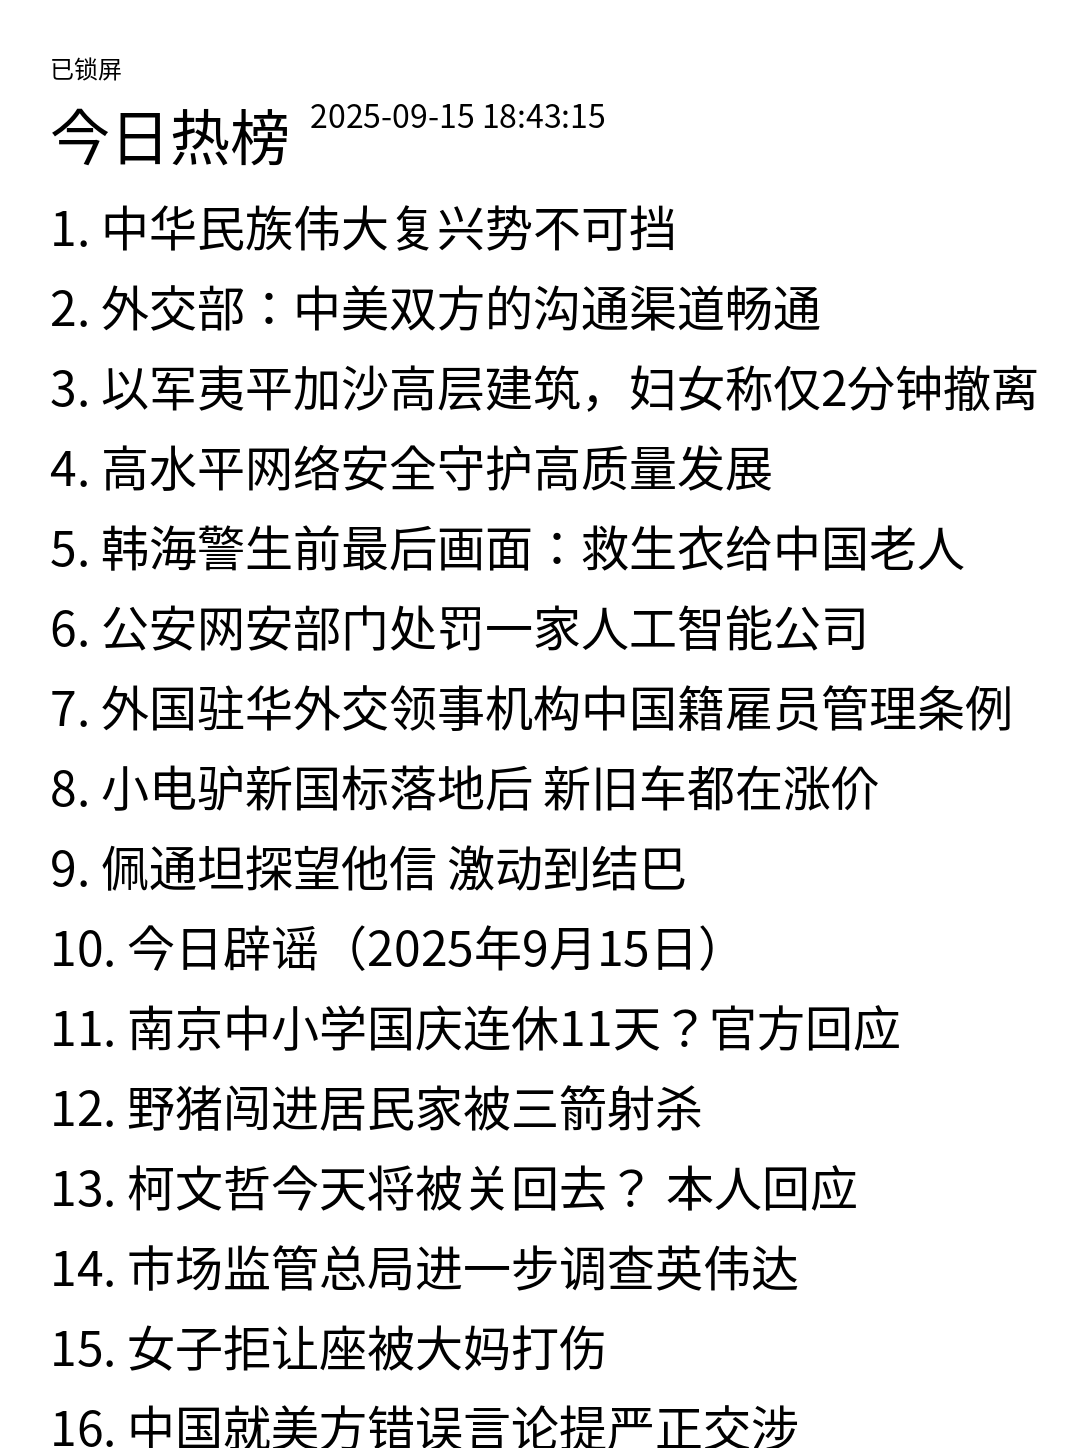 已锁屏
今日热榜 2025-09-15 18:43:15
1. 中华民族伟大复兴势不可挡
2. 外交部：中美双方的沟通渠道畅通
3. 以军夷平加沙高层建筑，妇女称仅2分钟撤离
4. 高水平网络安全守护高质量发展
5. 韩海警生前最后画面：救生衣给中国老人
6. 公安网安部门处罚一家人工智能公司
7. 外国驻华外交领事机构中国籍雇员管理条例
8. 小电驴新国标落地后 新旧车都在涨价
9. 佩通坦探望他信 激动到结巴
10. 今日辟谣（2025年9月15日）
11. 南京中小学国庆连休11天？官方回应
12. 野猪闯进居民家被三箭射杀
13. 柯文哲今天将被关回去？ 本人回应
14. 市场监管总局进一步调查英伟达
15. 女子拒让座被大妈打伤
16. 中国就美方错误言论提严正交涉